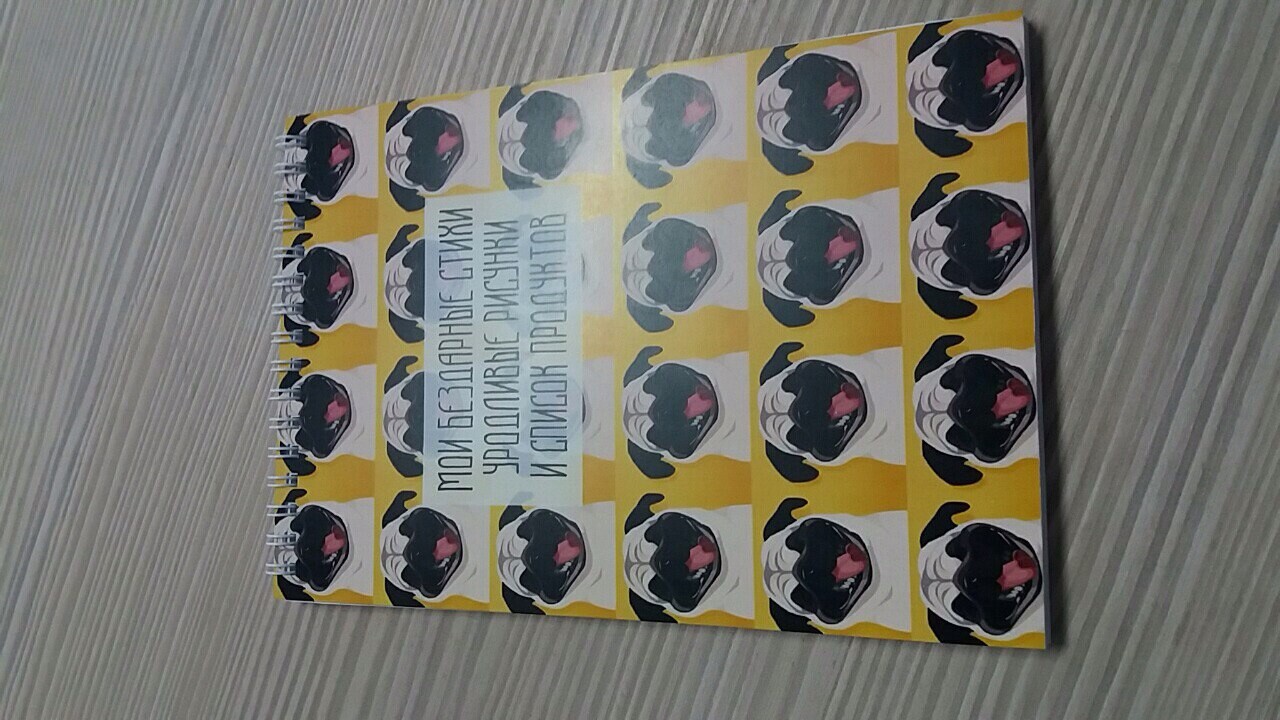 МОИ БЕЗДАРНЫЕ СТИХИ
УРОДЛИВЫЕ РИСУНКИ
И СПИСОК ПРОДУКТОВ